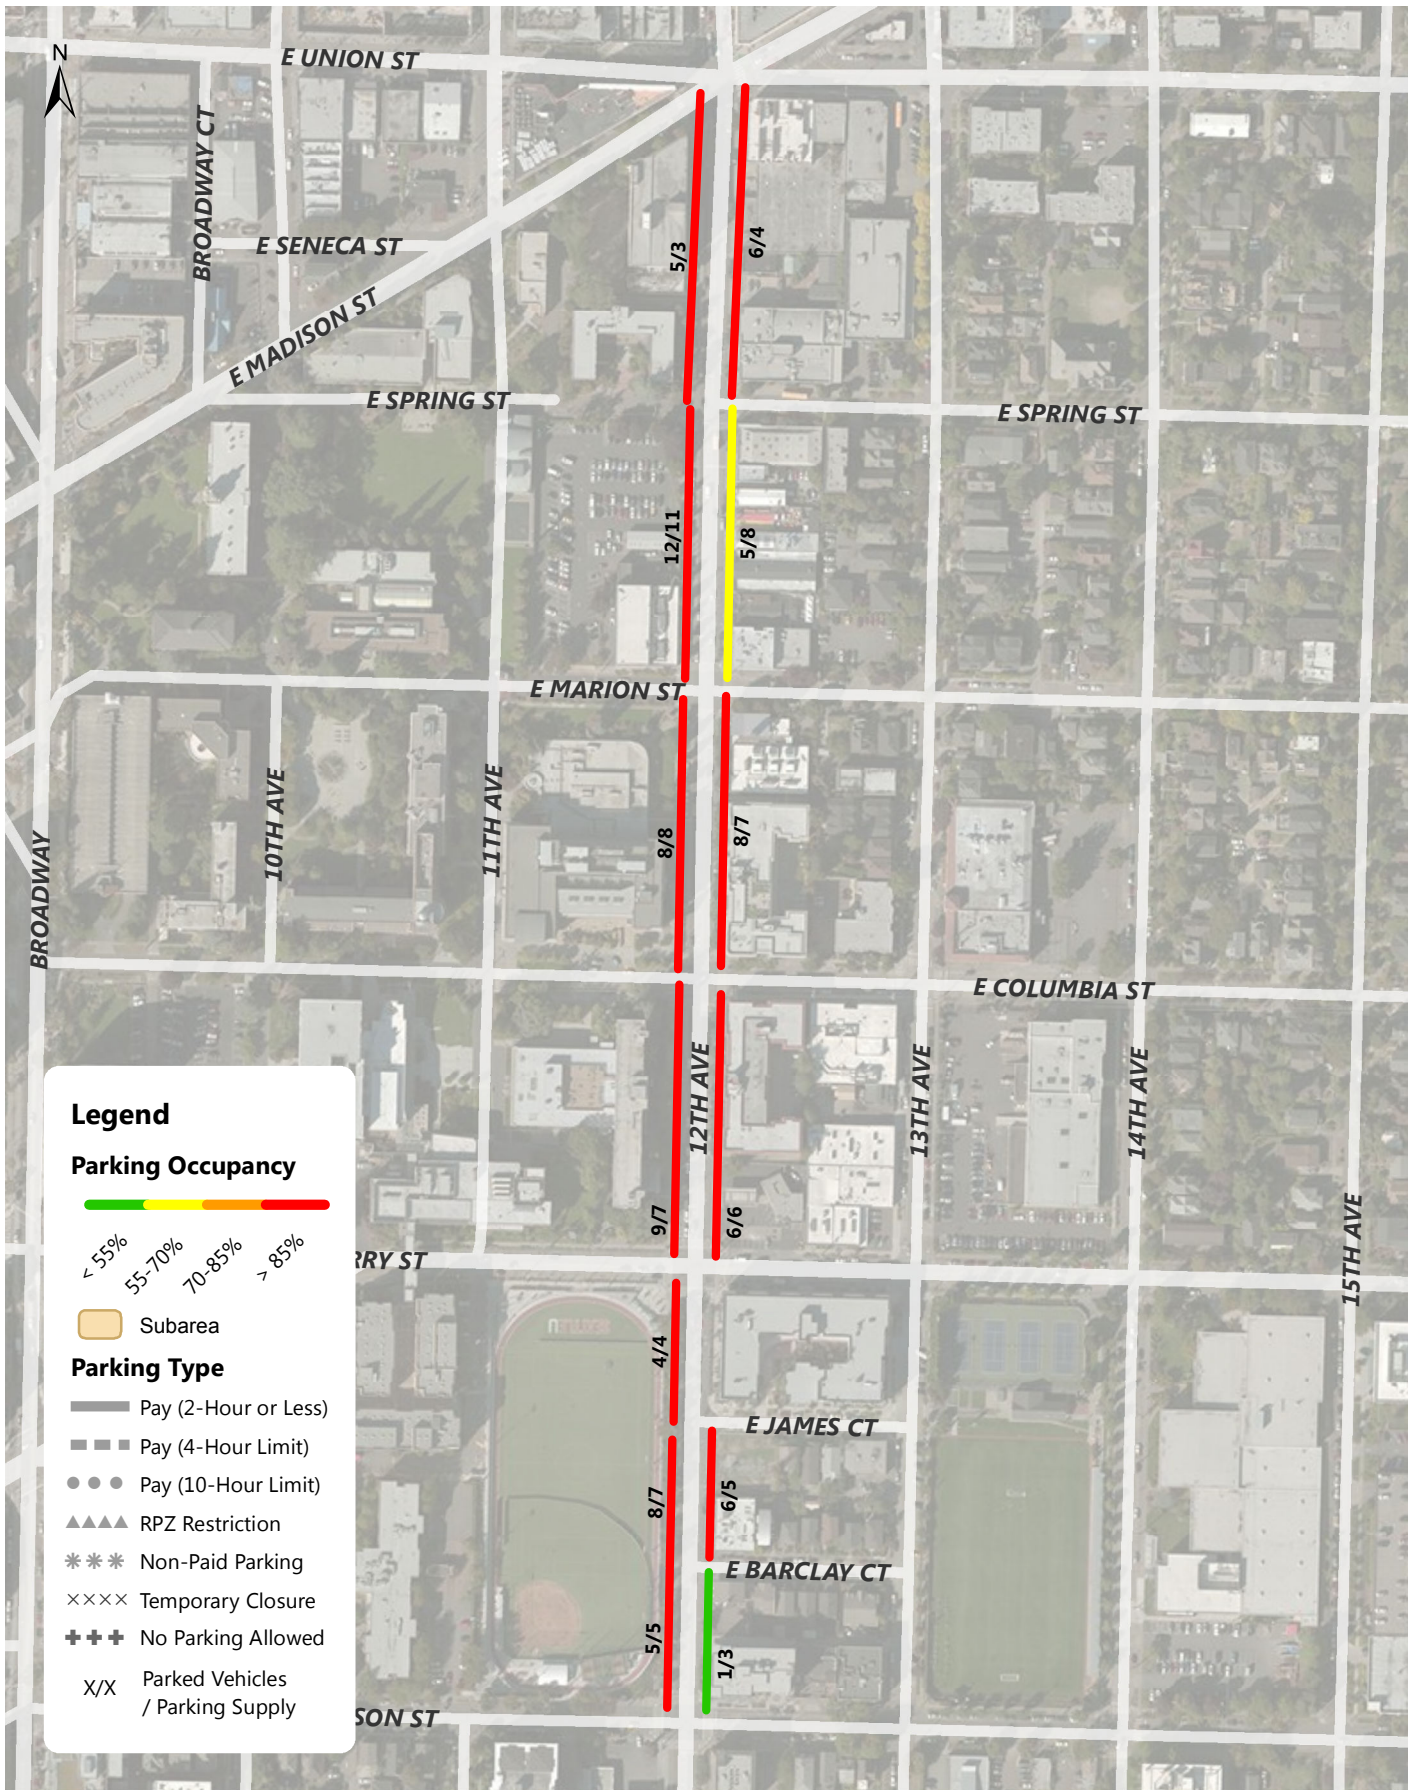 N
E UNION ST
BROADWAY CT
E SENECA ST
E MADISON ST
5/3
6/4
E SPRING ST
E SPRING ST
12/11
5/8
E MARION ST
10TH AVE
11TH AVE
BROADWAY
8/8
8/7
E COLUMBIA ST
12TH AVE
13TH AVE
14TH AVE
15TH AVE
9/7
6/6
RRY ST
4/4
E JAMES CT
8/7
6/5
E BARCLAY CT
5/5
1/3
SON ST
Legend
Parking Occupancy
< 55%
55-70%
70-85%
> 85%
Subarea
Parking Type
Pay (2-Hour or Less)
Pay (4-Hour Limit)
Pay (10-Hour Limit)
RPZ Restriction
Non-Paid Parking
Temporary Closure
No Parking Allowed
X/X
Parked Vehicles
/ Parking Supply